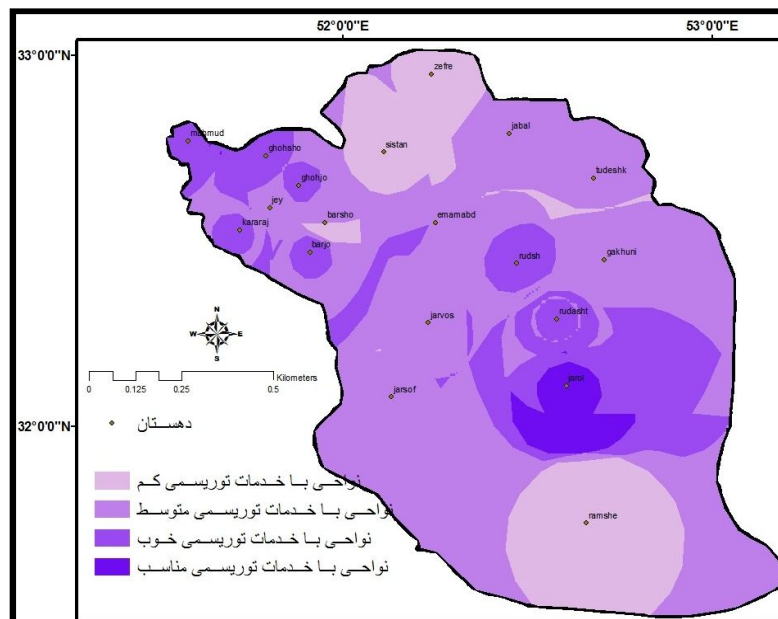 52°0'0"
53°0'0"
33°0'0"N
zefre
mahmud
jabal
ghohsho
sistan
tudeshk
ghohjo
jey
barsho
emamabd
kararaj
barjo
rudsh
gakhuni
N
W E
S
jarvos
rudasht
0 0.125 0.25 0.5 Kilometers
jarol
jarsof
32°0'0"N
دهستان
نواحی با خدمات توریسمی کم
نواحی با خدمات توریسمی متوسط
نواحی با خدمات توریسمی خوب
نواحی با خدمات توریسمی مناسب
ramshe